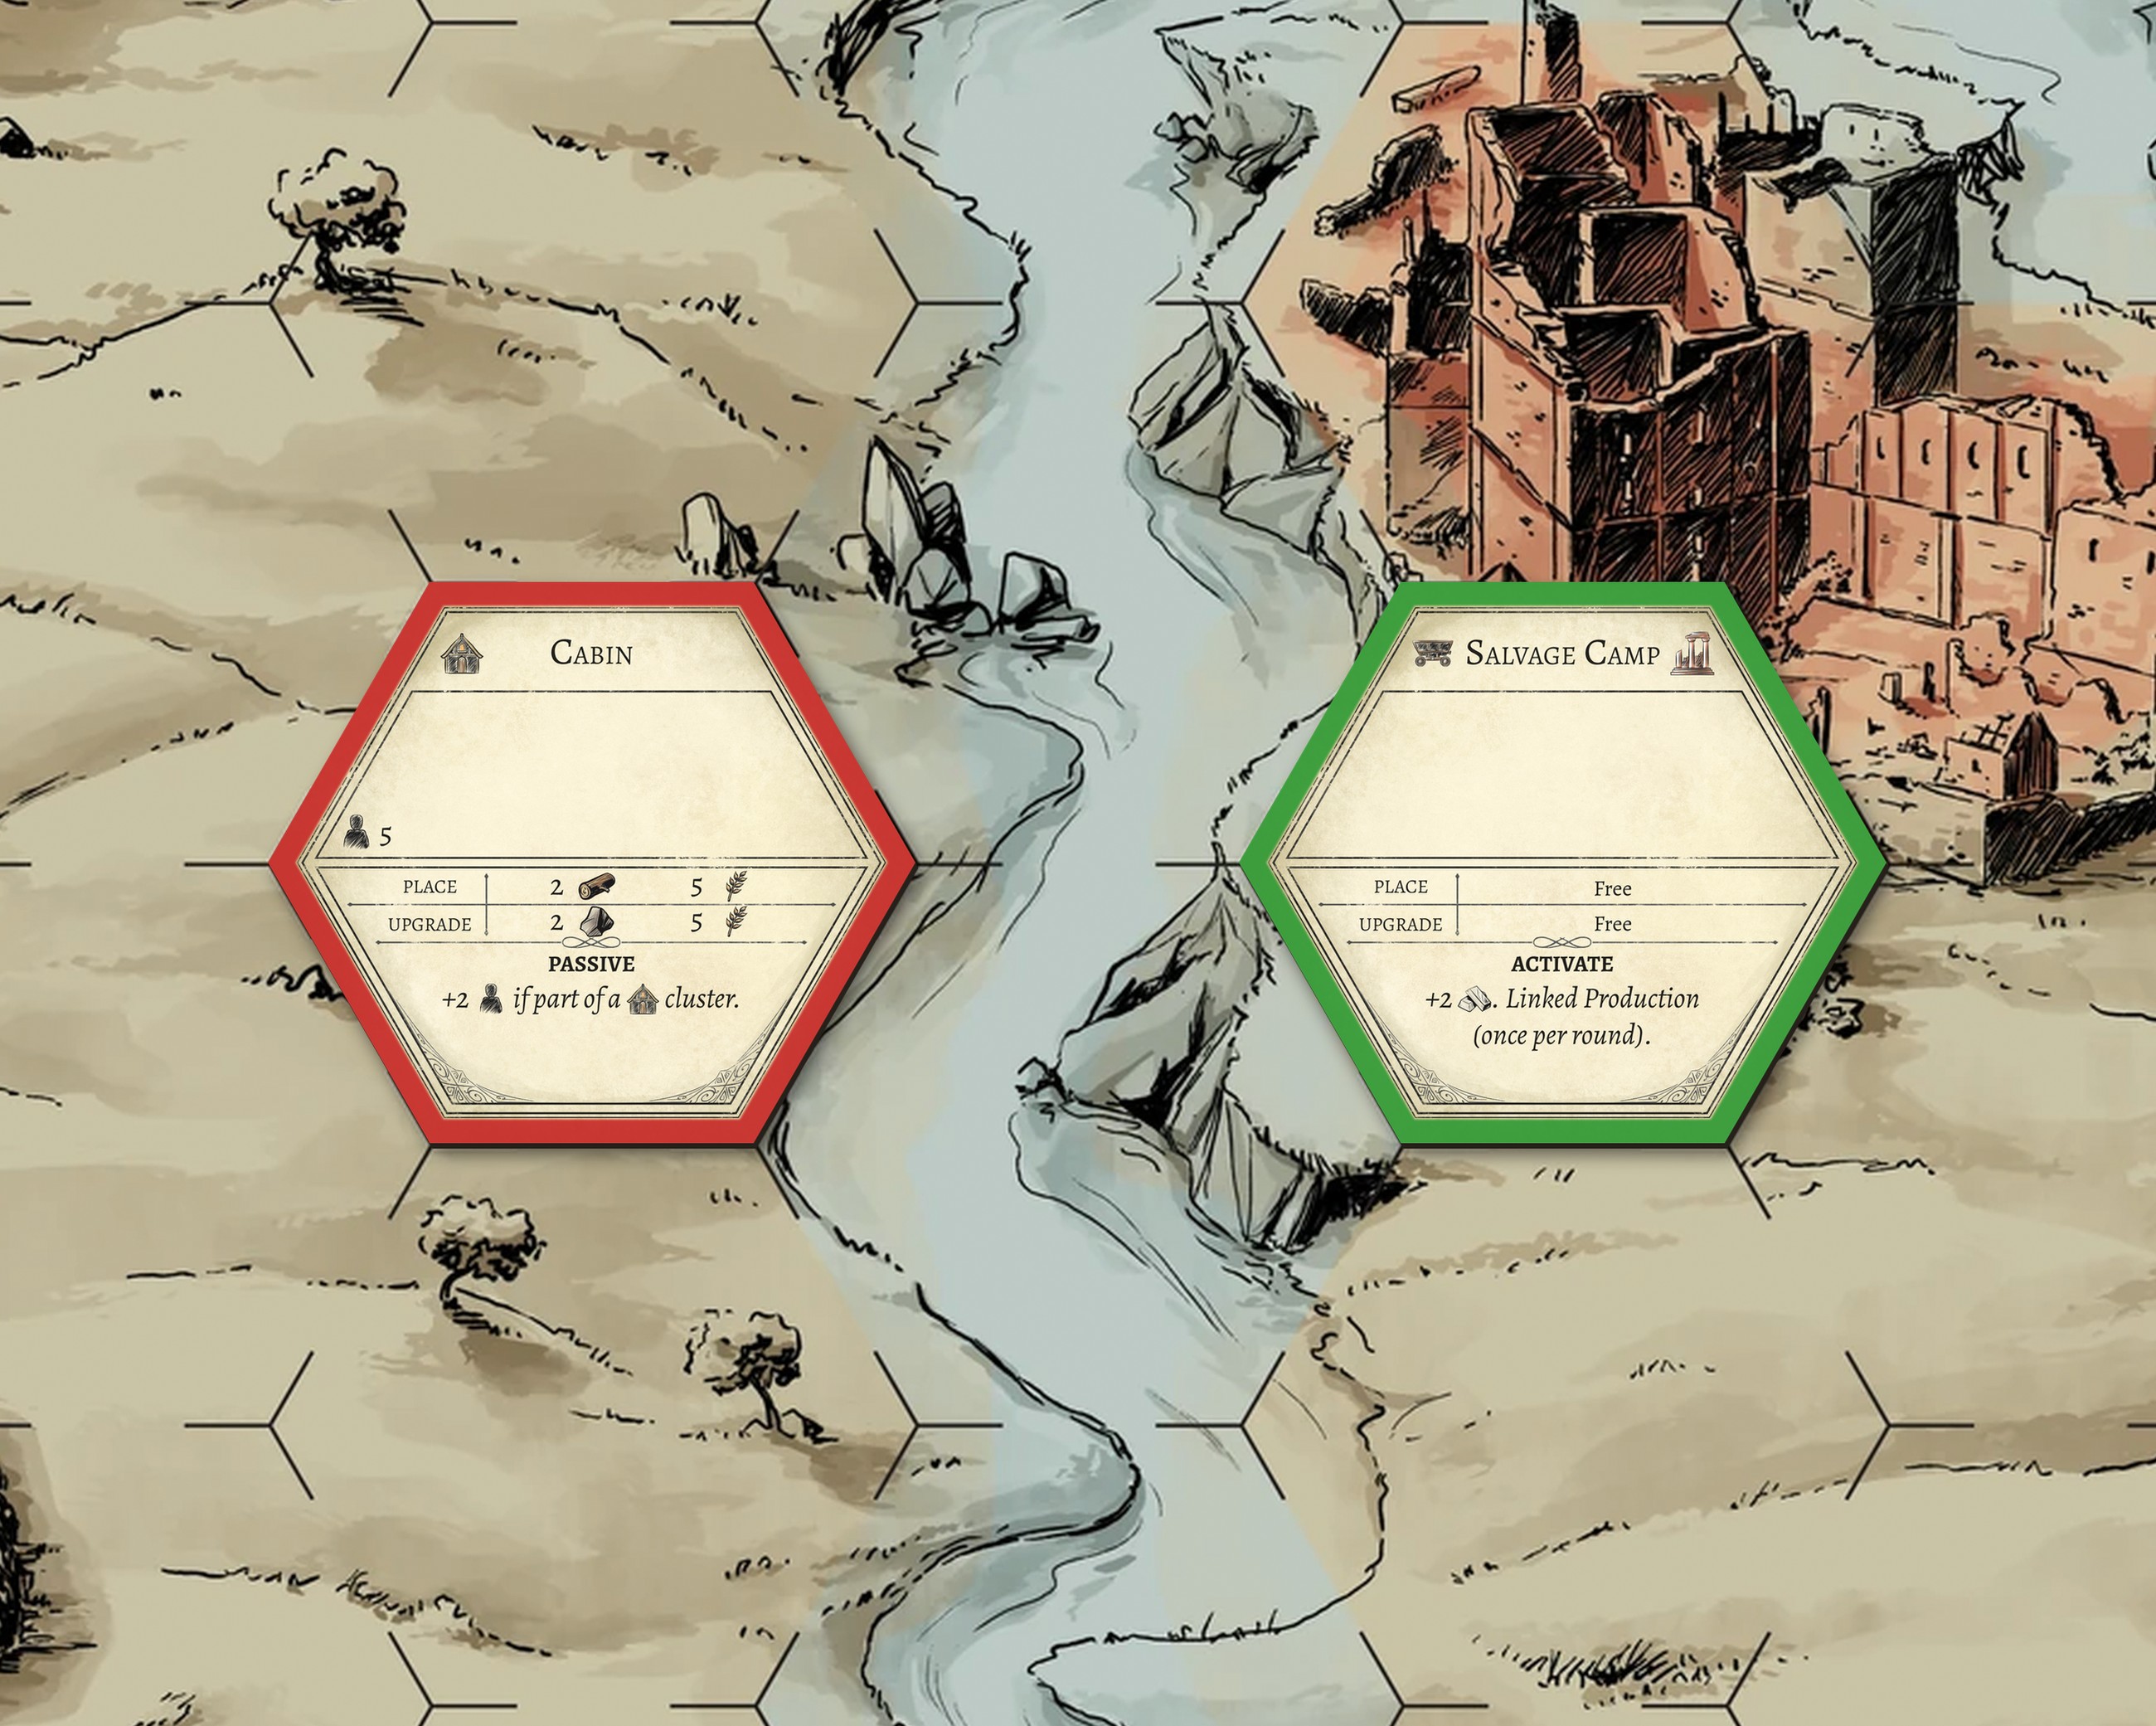 Cabin
5
PLACE 2 5
UPGRADE 2 5
PASSIVE
+2 if part of a cluster.
Salvage Camp
PLACE Free
UPGRADE Free
ACTIVATE
+2 . Linked Production
(once per round).